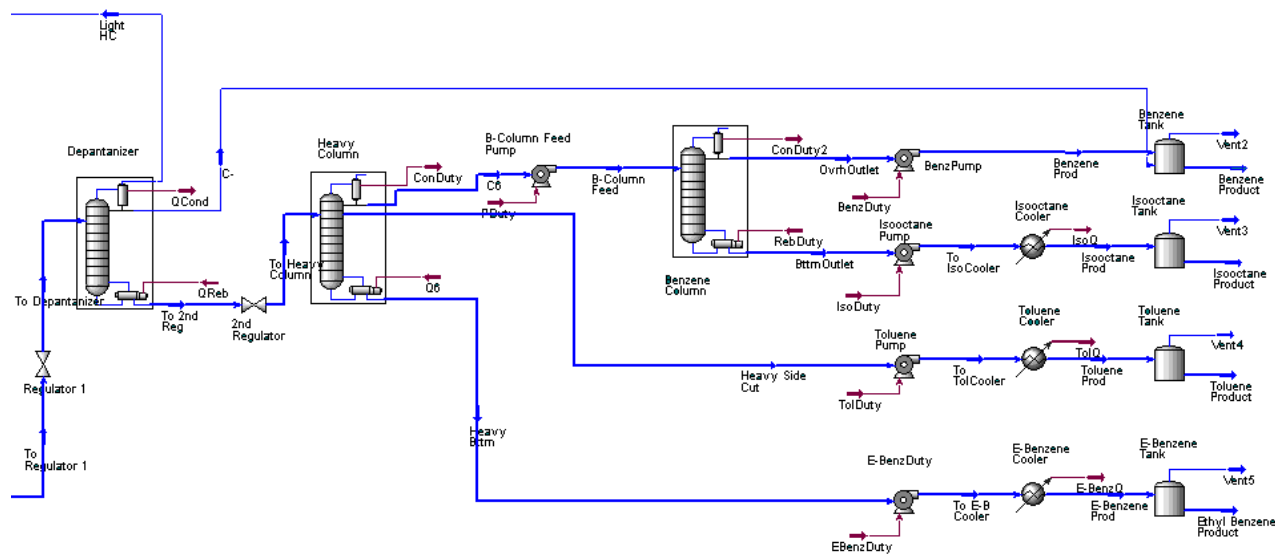 Light
HC
Depantanizer
QCond
C-
To Depantanizer
QReb
To 2nd
Reg
2nd
Regulator
Regulator 1
To
Regulator 1
Heavy
Column
ConDuty
To Heavy
Column
Q6
C6
B-Column Feed
Pump
PDuty
B-Column
Feed
Heavy
Bttm
Heavy Side
Cut
ConDuty2
OvrhOutlet
RebDuty
BttmOutlet
Benzene
Column
BenzPump
BenzDuty
Benzene
Prod
Benzene
Tank
Vent2
Benzene
Product
Isooctane
Pump
IsoDuty
To
IsoCooler
Isooctane
Cooler
IsoQ
Isooctane
Prod
Isooctane
Tank
Vent3
Isooctane
Product
Toluene
Pump
TolDuty
To
TolCooler
Toluene
Cooler
TolQ
Toluene
Prod
Toluene
Tank
Vent4
Toluene
Product
E-BenzDuty
EBenzDuty
To E-B
Cooler
E-Benzene
Cooler
E-BenzQ
E-Benzene
Prod
E-Benzene
Tank
Vent5
Ethyl Benzene
Product